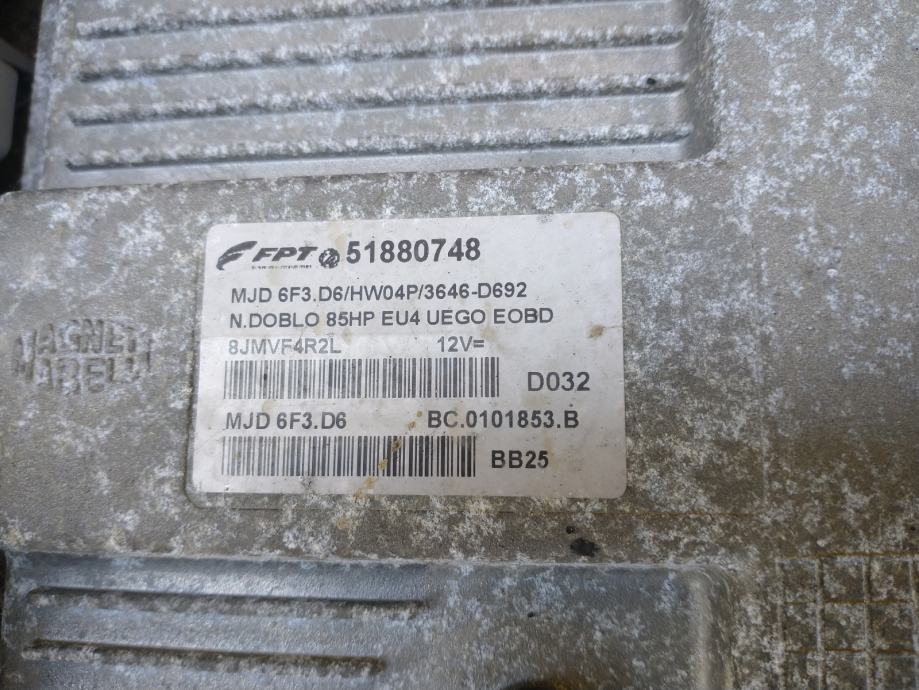 FPT 51880748
MJD 6F3.D6/HW04P/3646-D692
N.DOBLO 85HP EU4 UEGO EOBD
8JMVF4R2L 12V=
D032
MJD 6F3.D6 BC.0101853.B
BB25
MAGNETI
MARELLI